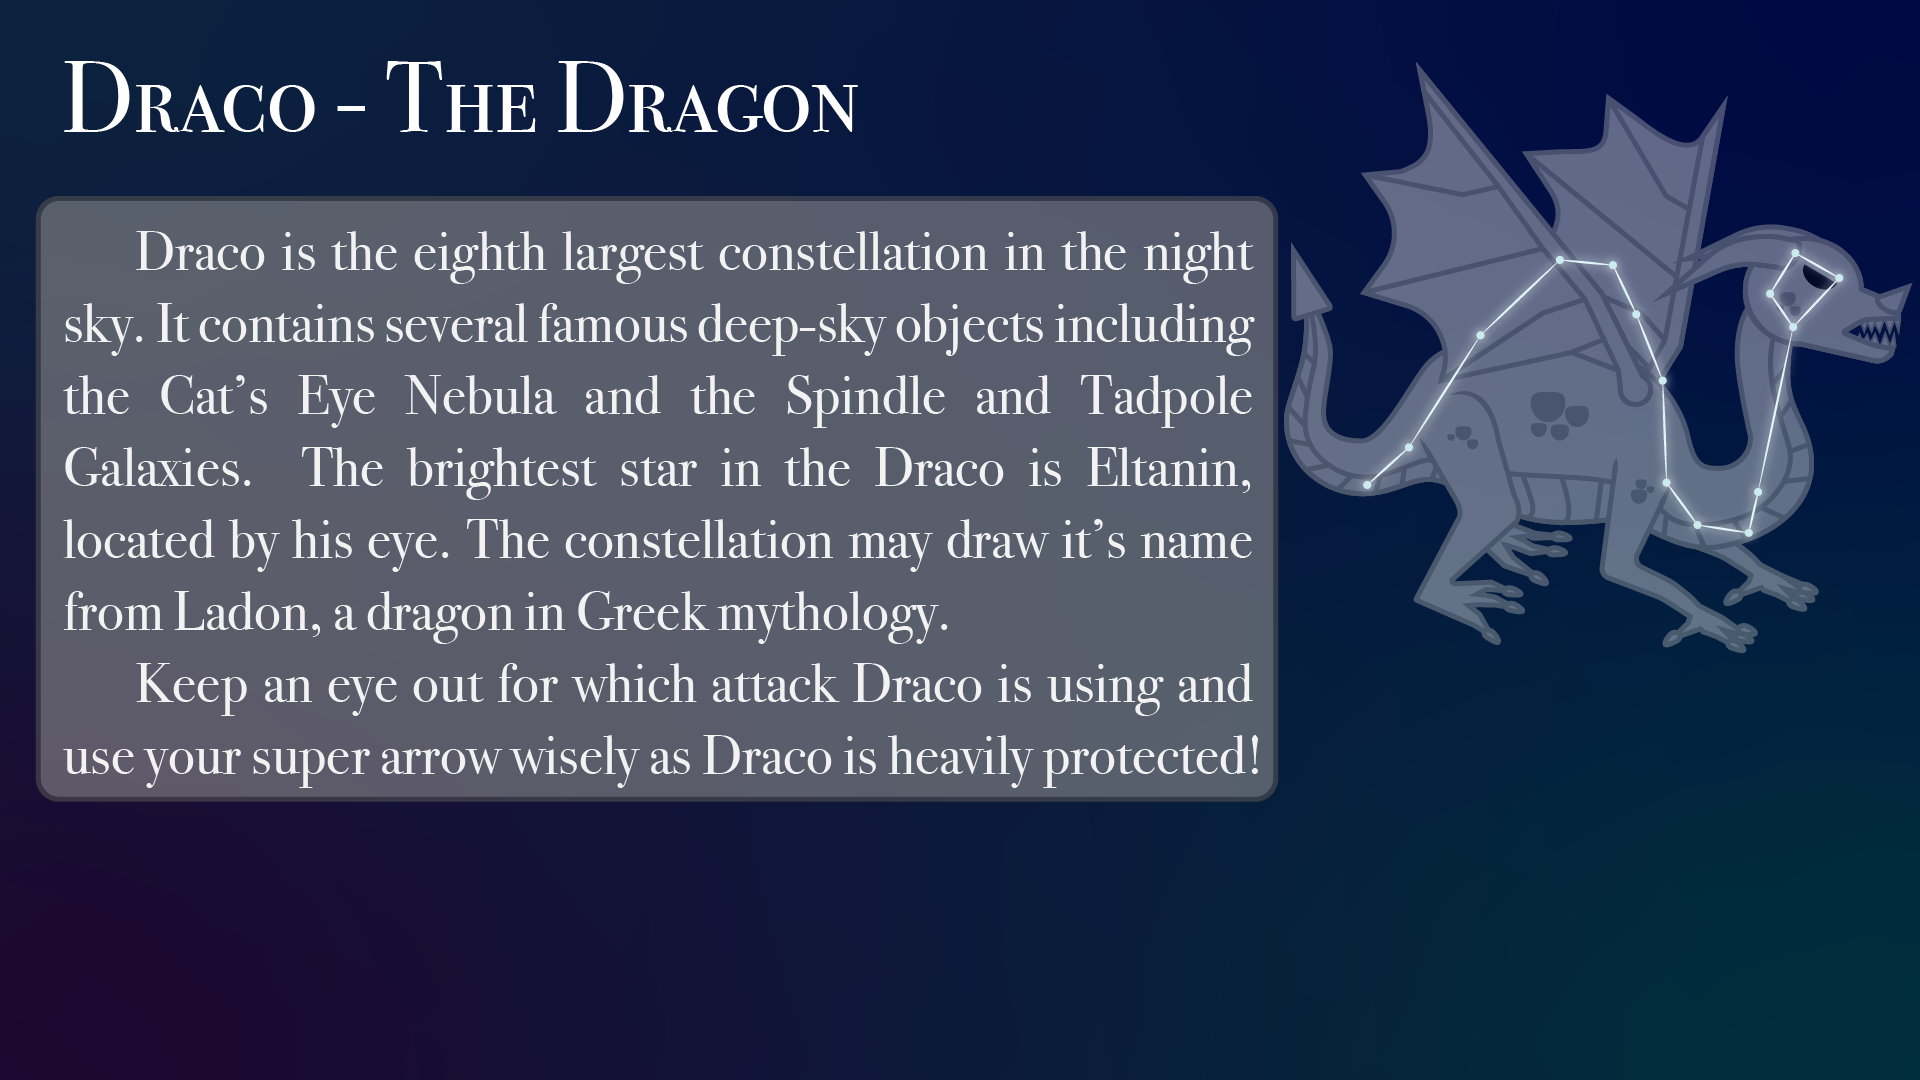 Draco - The Dragon
Draco is the eighth largest constellation in the night
sky. It contains several famous deep-sky objects including
the Cat’s Eye Nebula and the Spindle and Tadpole
Galaxies.  The brightest star in the Draco is Eltanin,
located by his eye. The constellation may draw it’s name
from Ladon, a dragon in Greek mythology.
Keep an eye out for which attack Draco is using and
use your super arrow wisely as Draco is heavily protected!